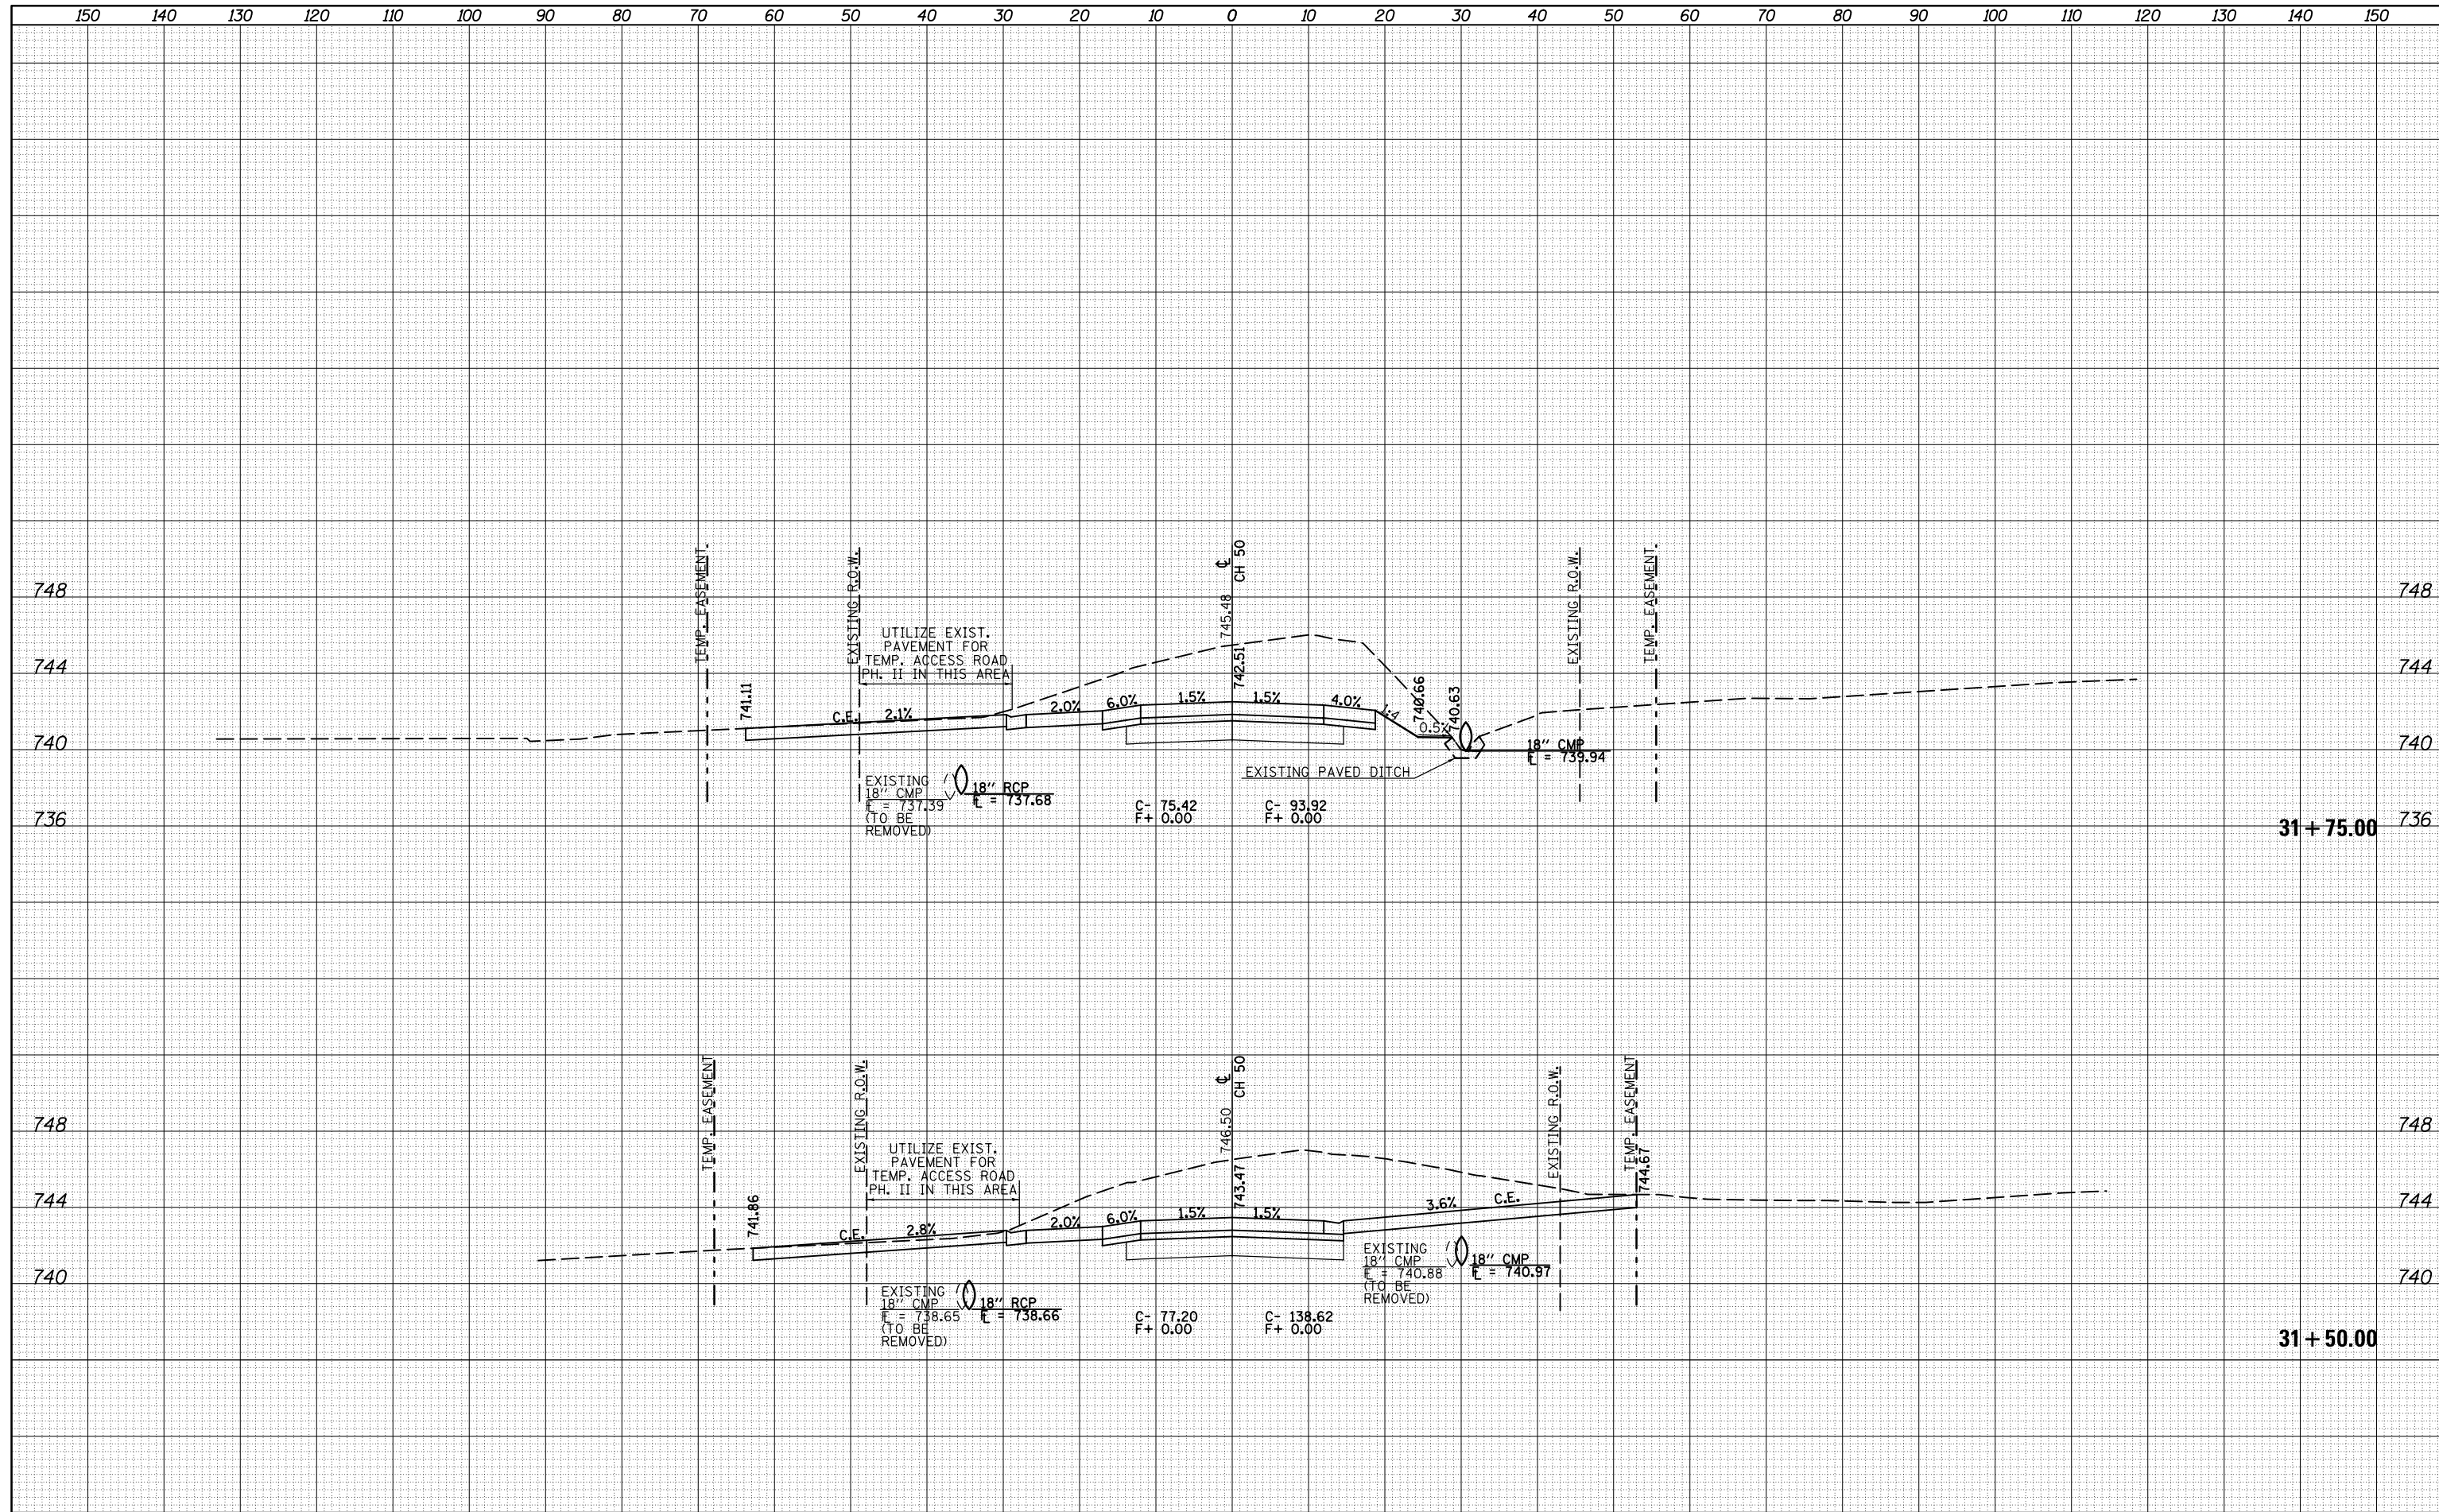 150 140 130 120 110 100 90 80 70 60 50 40 30 20 10 0 10 20 30 40 50 60 70 80 90 100 110 120 130 140 150
TEMP. EASEMENT.
EXISTING R.O.W.
℄
CH 50
EXISTING R.O.W.
TEMP. EASEMENT.
748
748
745.48
742.51
UTILIZE EXIST.
PAVEMENT FOR
TEMP. ACCESS ROAD
PH. II IN THIS AREA
744
744
741.11
C.E.
2.1%
2.0%
6.0%
1.5%
1.5%
4.0%
1:4
740.66
0.5%
740.63
740
740
18" CMP
FL = 739.94
EXISTING PAVED DITCH
EXISTING
18" CMP
FL = 737.39
(TO BE
REMOVED)
18" RCP
FL = 737.68
C- 75.42
F+ 0.00
C- 93.92
F+ 0.00
736
736
31 + 75.00
TEMP. EASEMENT
EXISTING R.O.W.
℄
CH 50
EXISTING R.O.W.
TEMP. EASEMENT
748
748
746.50
743.47
744.67
UTILIZE EXIST.
PAVEMENT FOR
TEMP. ACCESS ROAD
PH. II IN THIS AREA
744
744
741.86
C.E.
2.8%
2.0%
6.0%
1.5%
1.5%
3.6%
C.E.
EXISTING
18" CMP
FL = 740.88
(TO BE
REMOVED)
18" CMP
FL = 740.97
740
740
EXISTING
18" CMP
FL = 738.65
(TO BE
REMOVED)
18" RCP
FL = 738.66
C- 77.20
F+ 0.00
C- 138.62
F+ 0.00
31 + 50.00